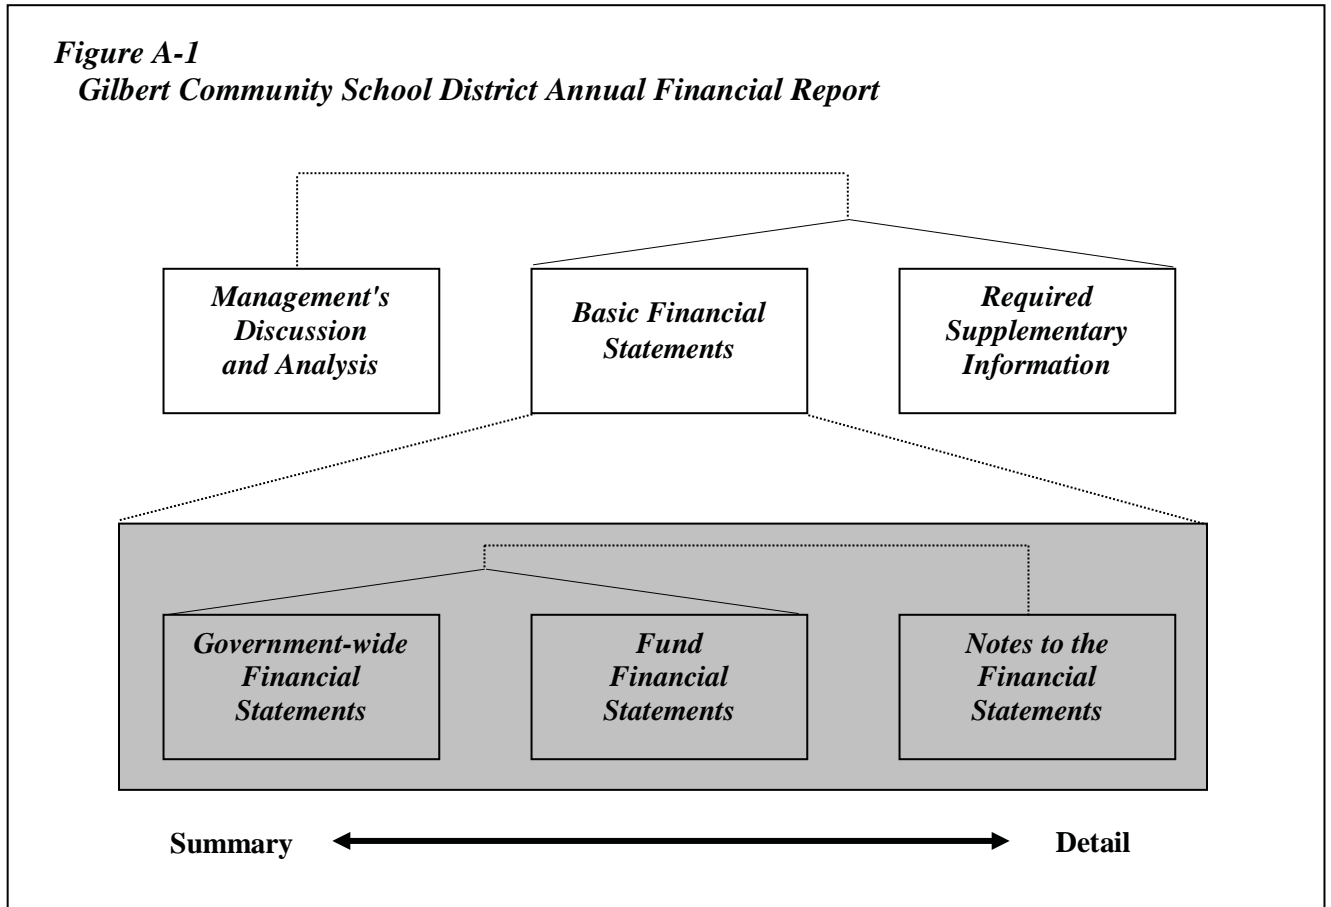 Figure A-1
Gilbert Community School District Annual Financial Report
Management's
Discussion
and Analysis
Basic Financial
Statements
Required
Supplementary
Information
Government-wide
Financial
Statements
Fund
Financial
Statements
Notes to the
Financial
Statements
Summary
Detail